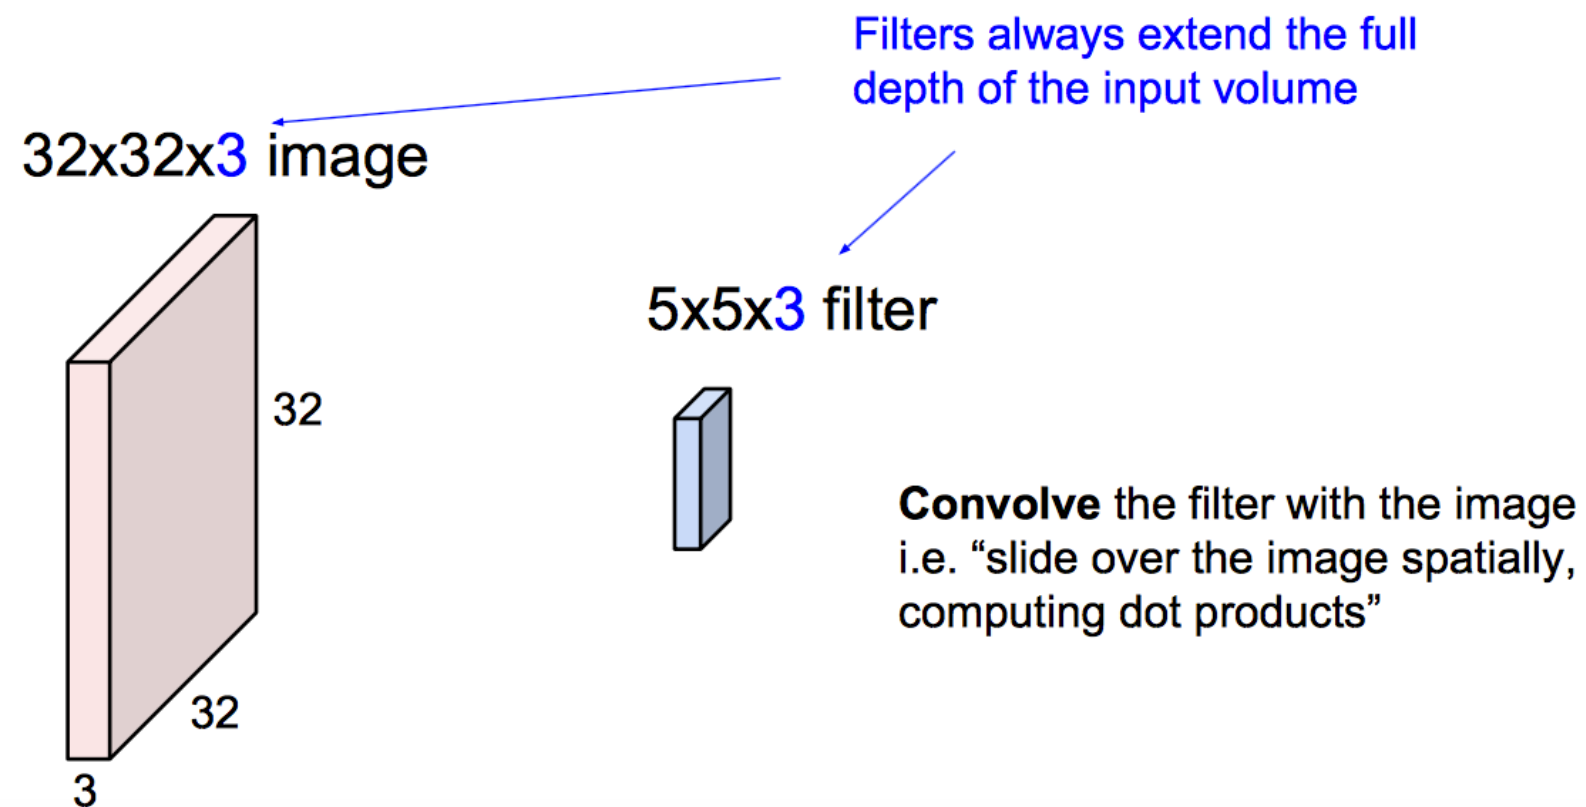 Filters always extend the full
depth of the input volume
32x32x3 image
5x5x3 filter
32
Convolve the filter with the image
i.e. “slide over the image spatially,
computing dot products”
32
3